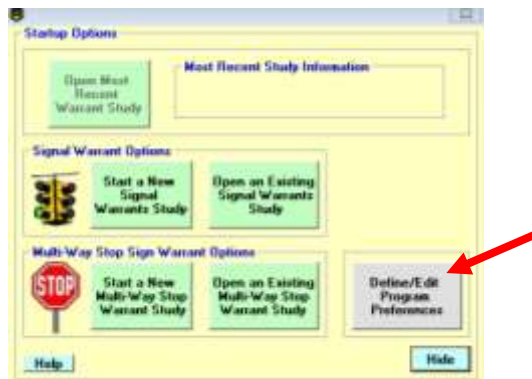 Startup Options
Open Most
Recent
Warrant Study
Most Recent Study Information
Signal Warrant Options
Start a New
Signal
Warrants Study
Open an Existing
Signal Warrants
Study
Multi-Way Stop Sign Warrant Options
STOP
Start a New
Multi-Way Stop
Warrant Study
Open an Existing
Multi-Way Stop
Warrant Study
Define/Edit
Program
Preferences
Help
Hide